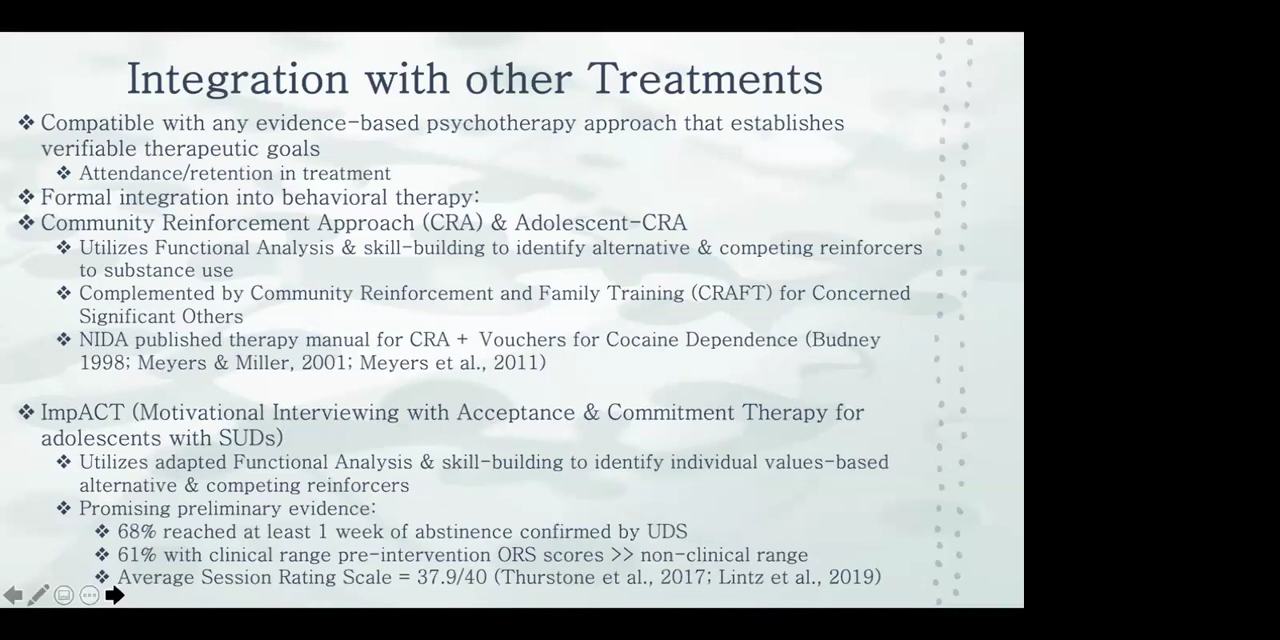 Integration with other Treatments
❖ Compatible with any evidence-based psychotherapy approach that establishes
verifiable therapeutic goals
❖ Attendance/retention in treatment
❖ Formal integration into behavioral therapy:
❖ Community Reinforcement Approach (CRA) & Adolescent-CRA
❖ Utilizes Functional Analysis & skill-building to identify alternative & competing reinforcers
to substance use
❖ Complemented by Community Reinforcement and Family Training (CRAFT) for Concerned
Significant Others
❖ NIDA published therapy manual for CRA + Vouchers for Cocaine Dependence (Budney
1998; Meyers & Miller, 2001; Meyers et al., 2011)
❖ ImpACT (Motivational Interviewing with Acceptance & Commitment Therapy for
adolescents with SUDs)
❖ Utilizes adapted Functional Analysis & skill-building to identify individual values-based
alternative & competing reinforcers
❖ Promising preliminary evidence:
❖ 68% reached at least 1 week of abstinence confirmed by UDS
❖ 61% with clinical range pre-intervention ORS scores >> non-clinical range
❖ Average Session Rating Scale = 37.9/40 (Thurstone et al., 2017; Lintz et al., 2019)